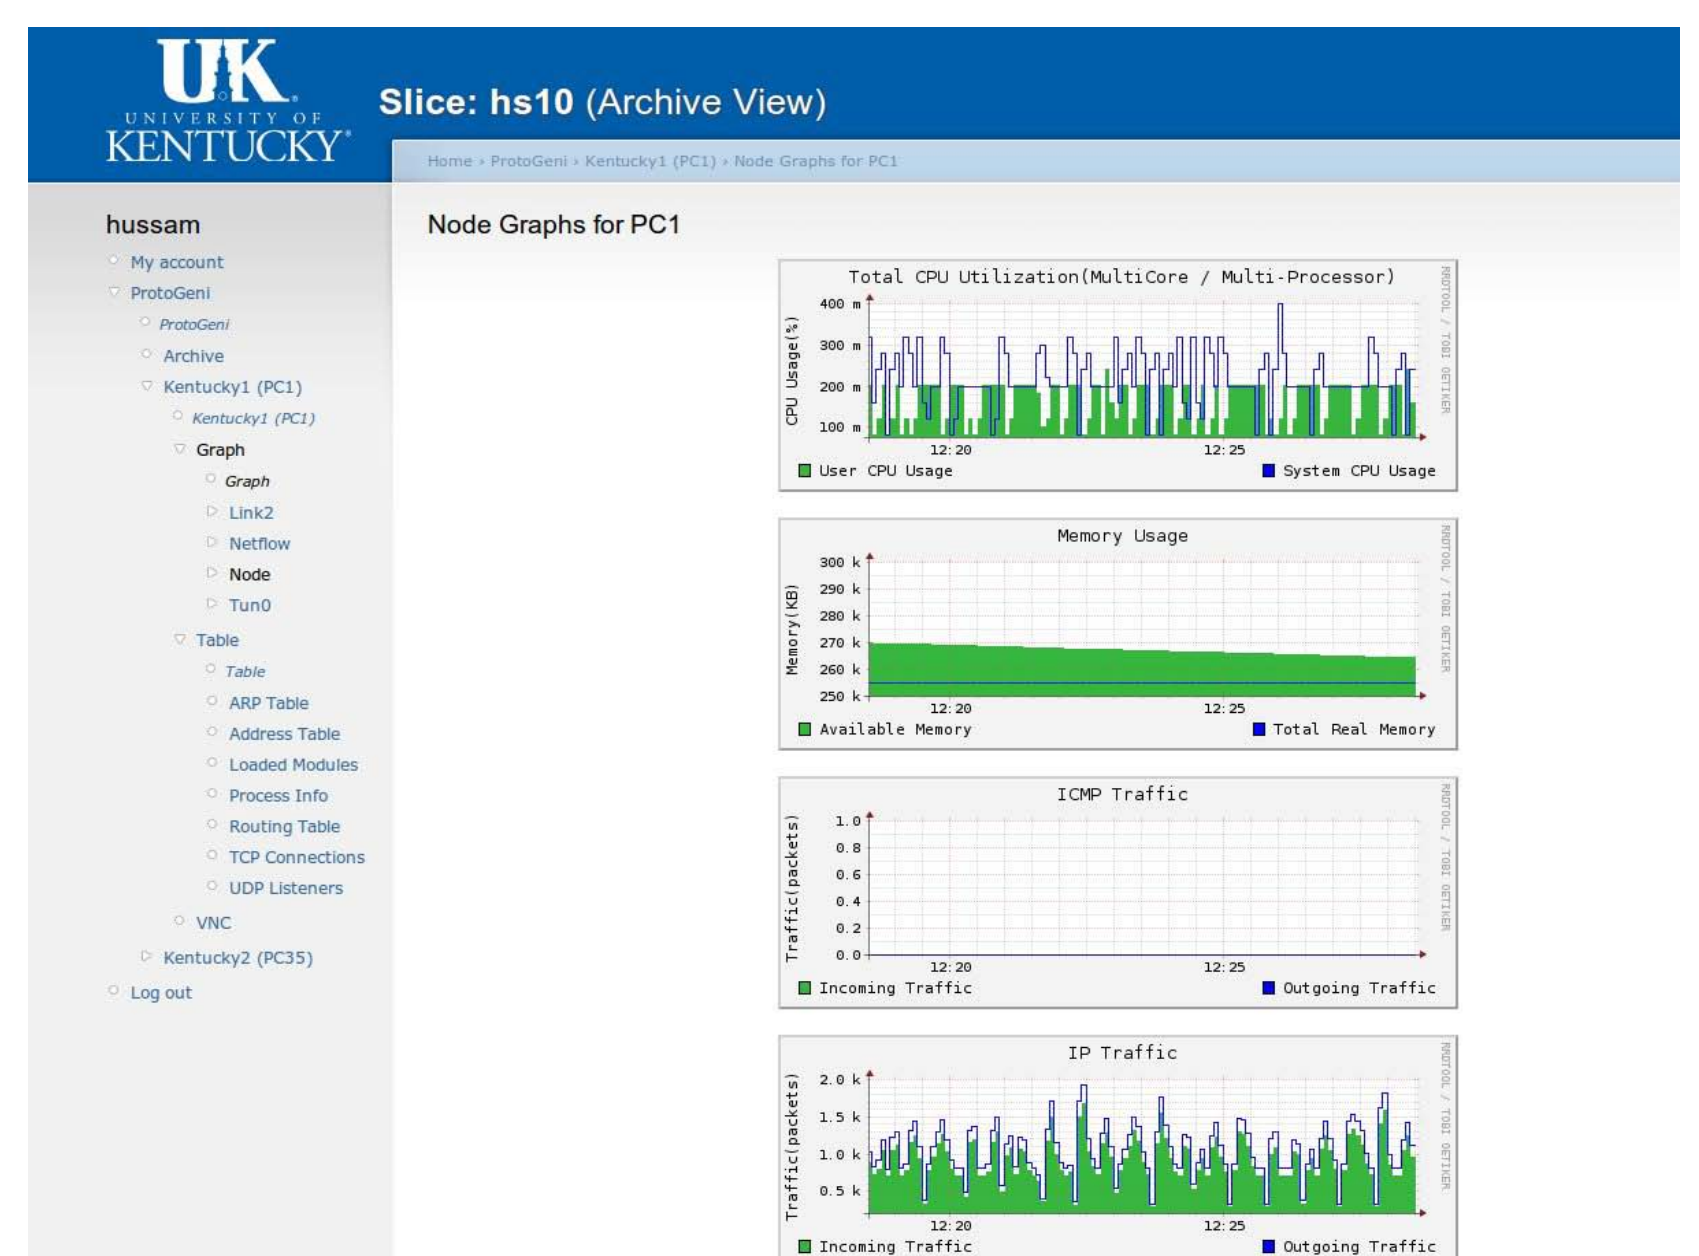 UK
UNIVERSITY OF
KENTUCKY®
Slice: hs10 (Archive View)
Home › ProtoGeni › Kentucky1 (PC1) › Node Graphs for PC1
hussam
My account
ProtoGeni
ProtoGeni
Archive
Kentucky1 (PC1)
Kentucky1 (PC1)
Graph
Graph
Link2
Netflow
Node
Tun0
Table
Table
ARP Table
Address Table
Loaded Modules
Process Info
Routing Table
TCP Connections
UDP Listeners
VNC
Kentucky2 (PC35)
Log out
Node Graphs for PC1
Total CPU Utilization(MultiCore / Multi-Processor)
CPU Usage(%)
400 m
300 m
200 m
100 m
12:20 12:25
User CPU Usage System CPU Usage
RRDTOOL / TOBI OETIKER
Memory Usage
Memory(KB)
300 k
290 k
280 k
270 k
260 k
250 k
12:20 12:25
Available Memory Total Real Memory
RRDTOOL / TOBI OETIKER
ICMP Traffic
Traffic(packets)
1.0
0.8
0.6
0.4
0.2
0.0
12:20 12:25
Incoming Traffic Outgoing Traffic
RRDTOOL / TOBI OETIKER
IP Traffic
Traffic(packets)
2.0 k
1.5 k
1.0 k
0.5 k
12:20 12:25
Incoming Traffic Outgoing Traffic
RRDTOOL / TOBI OETIKER